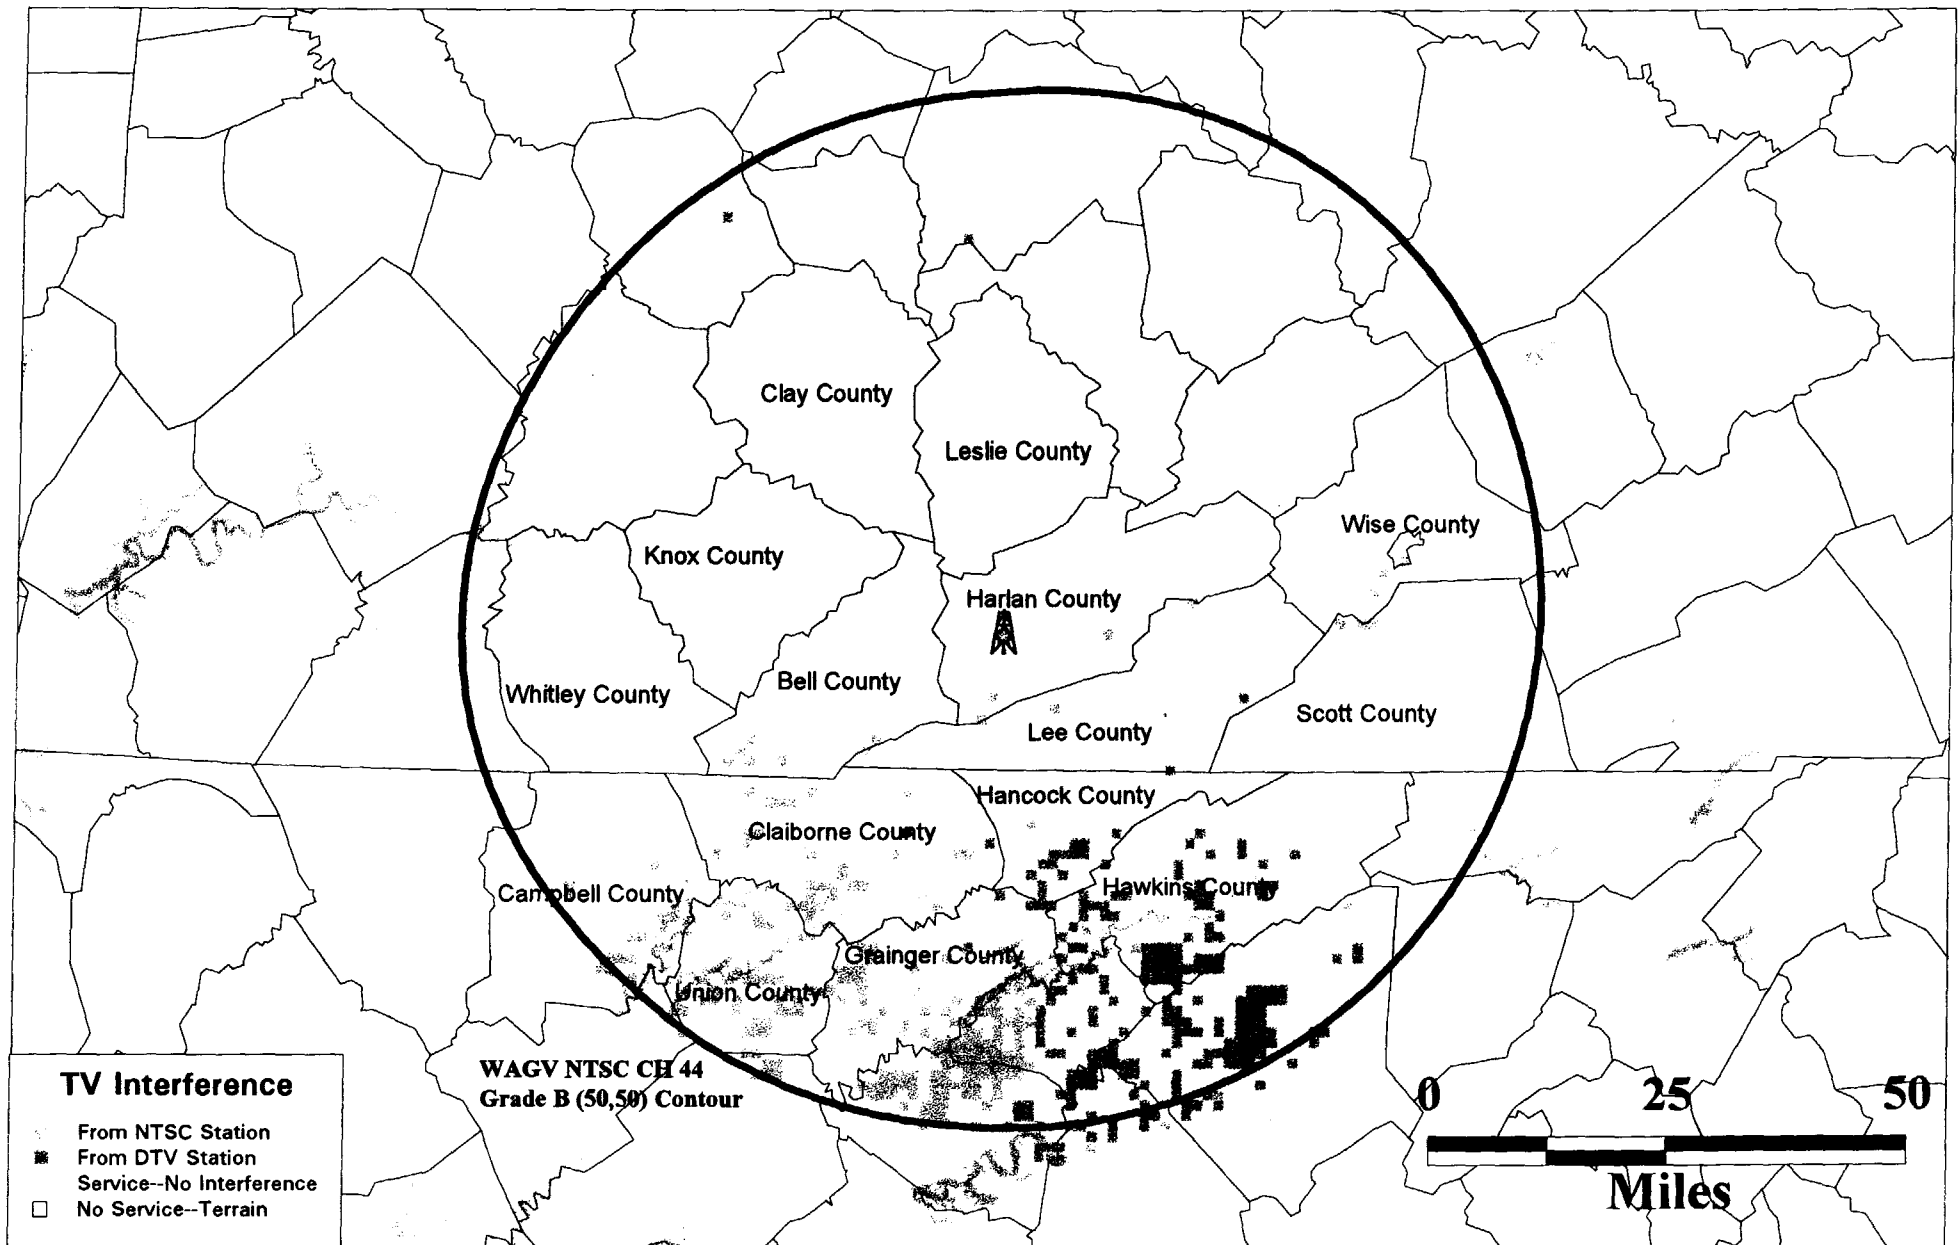 Clay County
Leslie County
Wise County
Knox County
Harlan County
Whitley County
Bell County
Scott County
Lee County
Hancock County
Claiborne County
Campbell County
Hawkins County
Grainger County
Union County
WAGV NTSC CH 44
Grade B (50,50) Contour
0 25 50
Miles
TV Interference
From NTSC Station
From DTV Station
Service--No Interference
No Service--Terrain